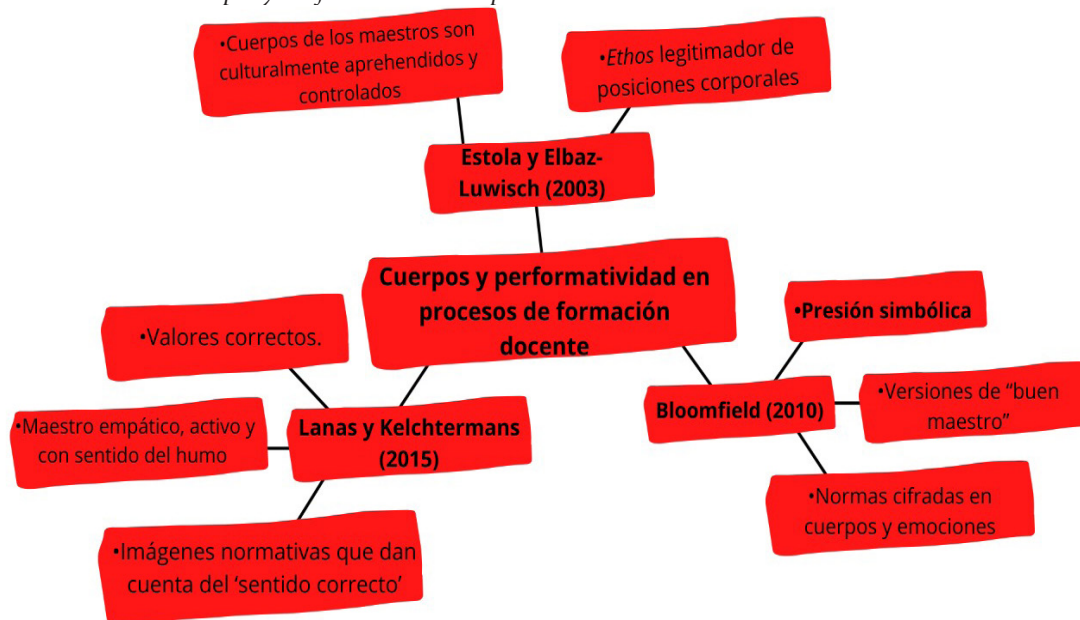 •Cuerpos de los maestros son
culturalmente aprehendidos y
controlados
•Ethos legitimador de
posiciones corporales
Estola y Elbaz-
Luwisch (2003)
Cuerpos y performatividad en
procesos de formación
docente
•Valores correctos.
•Maestro empático, activo y
con sentido del humo
•Imágenes normativas que dan
cuenta del ‘sentido correcto’
Lanas y Kelchtermans
(2015)
Bloomfield (2010)
•Presión simbólica
•Versiones de “buen
maestro”
•Normas cifradas en
cuerpos y emociones